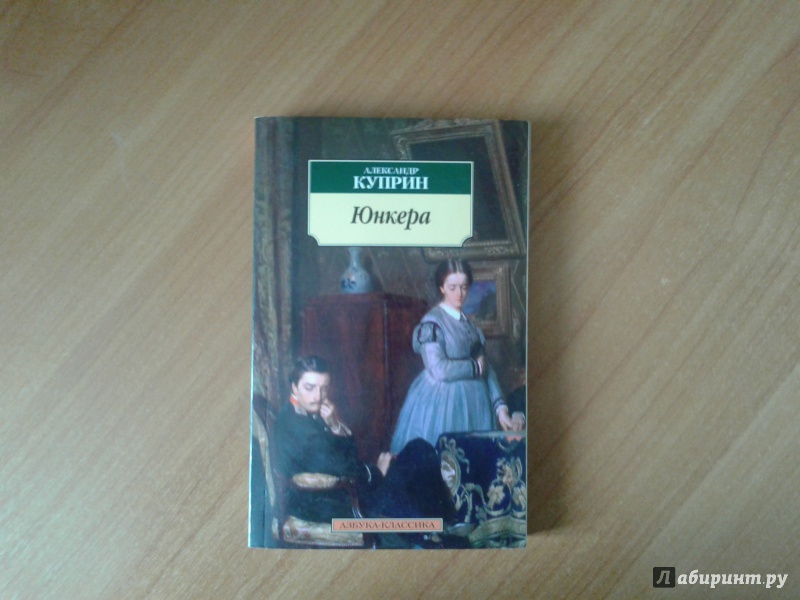 АЛЕКСАНДР
КУПРИН
Юнкера
АЗБУКА-КЛАССИКА
Лабиринт.ру